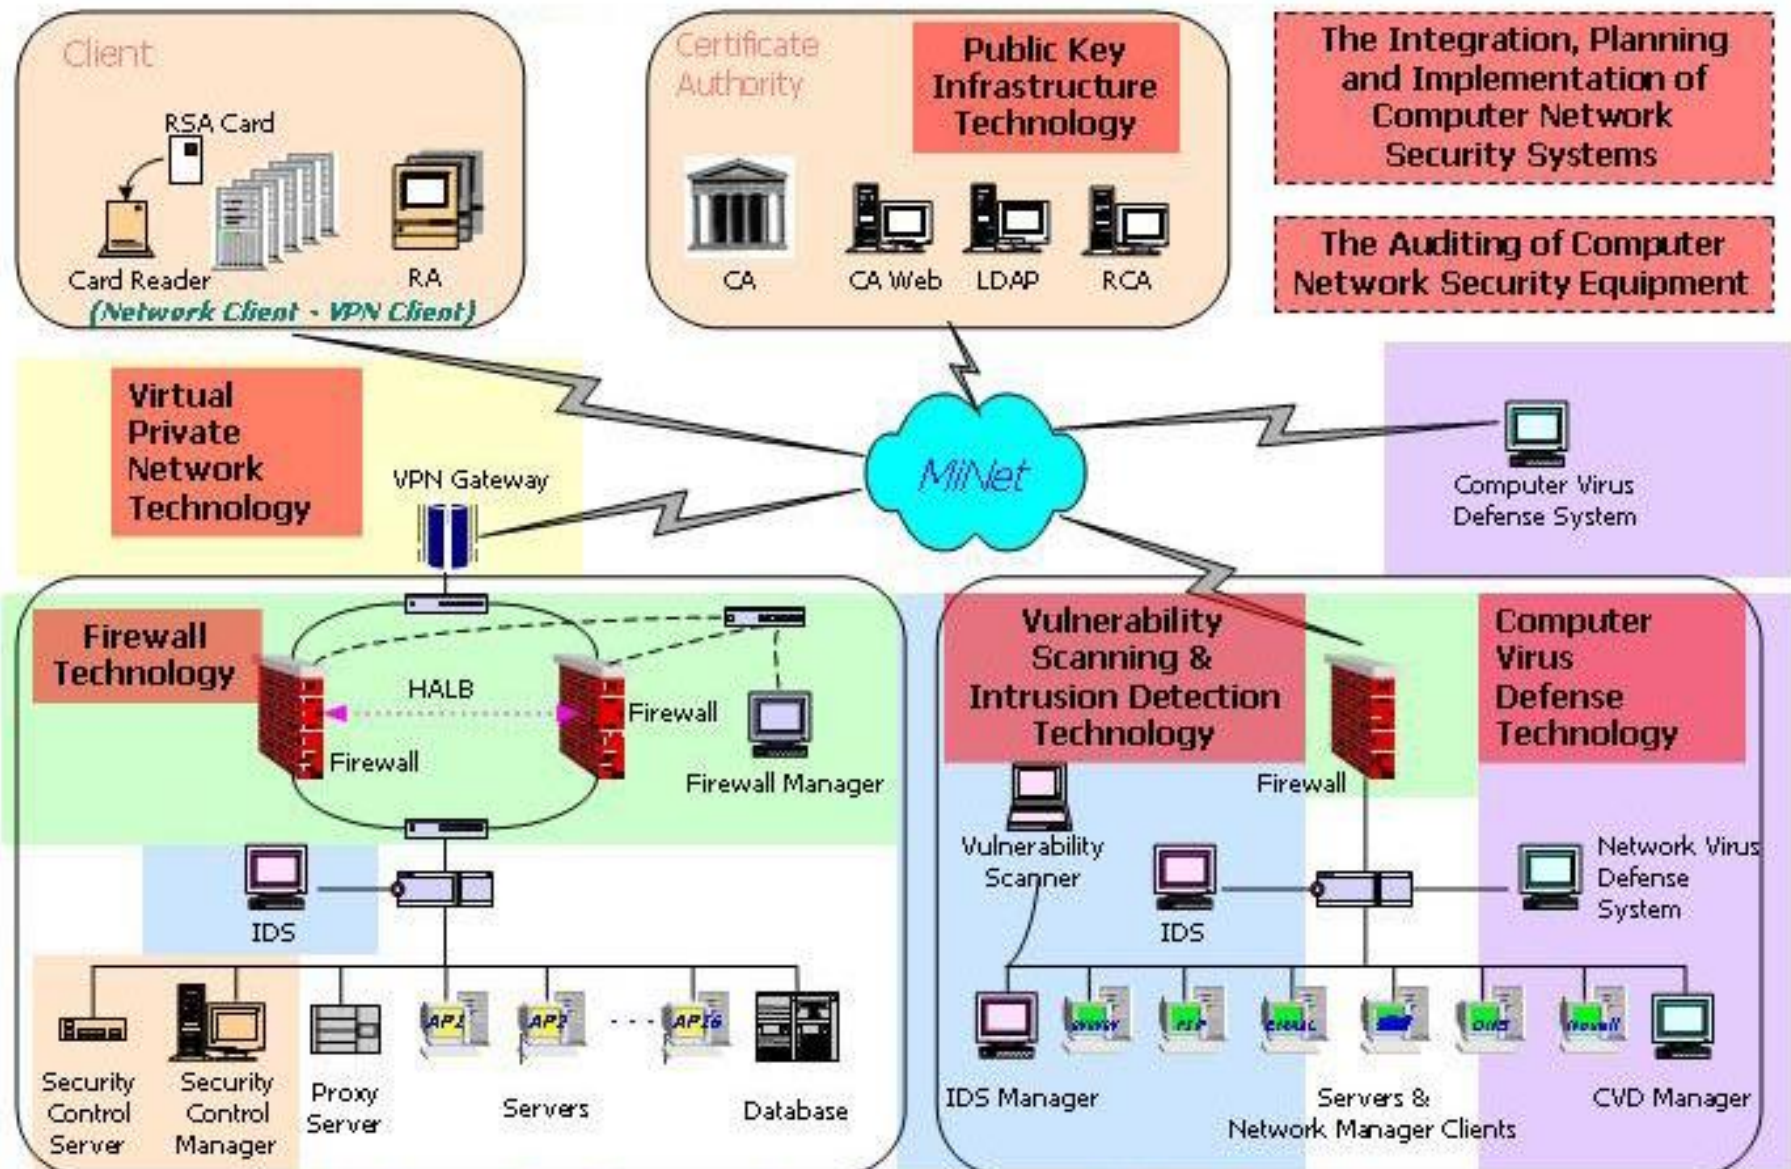 Client
RSA Card
Card Reader
RA
(Network Client - VPN Client)
Certificate
Authority
Public Key
Infrastructure
Technology
CA
CA Web
LDAP
RCA
The Integration, Planning
and Implementation of
Computer Network
Security Systems
The Auditing of Computer
Network Security Equipment
Virtual
Private
Network
Technology
VPN Gateway
MiNet
Computer Virus
Defense System
Firewall
Technology
HALB
Firewall
Firewall
Firewall Manager
IDS
Security
Control
Server
Security
Control
Manager
Proxy
Server
AP1
AP2
AP16
Servers
Database
Vulnerability
Scanning &
Intrusion Detection
Technology
Computer
Virus
Defense
Technology
Firewall
Vulnerability
Scanner
IDS
Network Virus
Defense
System
IDS Manager
WWW
FTP
EMAIL
DNS
Servers &
Network Manager Clients
CVD Manager